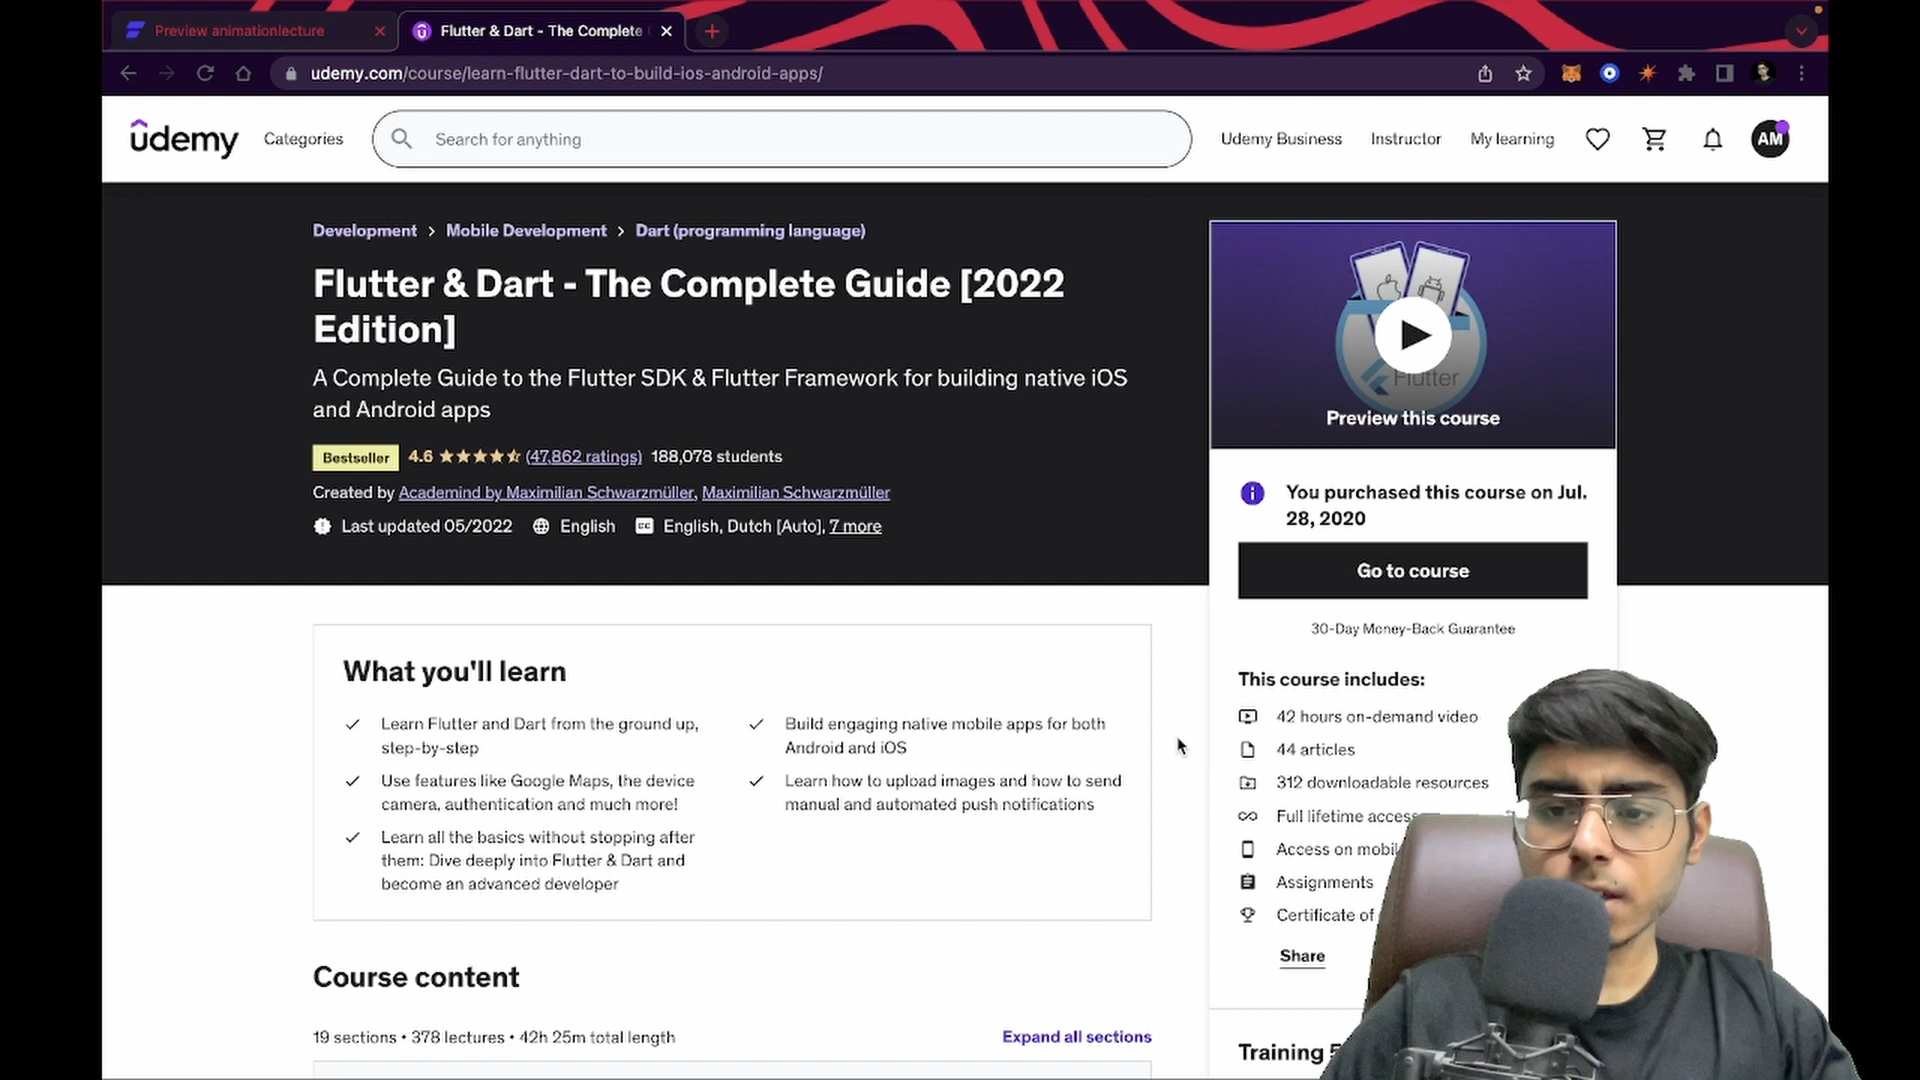 Preview animationlecture
Flutter & Dart - The Complete
udemy.com/course/learn-flutter-dart-to-build-ios-android-apps/
ûdemy
Categories
Search for anything
Udemy Business
Instructor
My learning
AM
Development > Mobile Development > Dart (programming language)
Flutter & Dart - The Complete Guide [2022
Edition]
A Complete Guide to the Flutter SDK & Flutter Framework for building native iOS
and Android apps
Bestseller 4.6 (47,862 ratings) 188,078 students
Created by Academind by Maximilian Schwarzmüller, Maximilian Schwarzmüller
Last updated 05/2022 English CC English, Dutch [Auto], 7 more
Flutter
Preview this course
You purchased this course on Jul.
28, 2020
Go to course
30-Day Money-Back Guarantee
This course includes:
42 hours on-demand video
44 articles
312 downloadable resources
Full lifetime access
Access on mobil
Assignments
Certificate of
Share
Training
What you'll learn
Learn Flutter and Dart from the ground up,
step-by-step
Use features like Google Maps, the device
camera, authentication and much more!
Learn all the basics without stopping after
them: Dive deeply into Flutter & Dart and
become an advanced developer
Build engaging native mobile apps for both
Android and iOS
Learn how to upload images and how to send
manual and automated push notifications
Course content
19 sections • 378 lectures • 42h 25m total length
Expand all sections